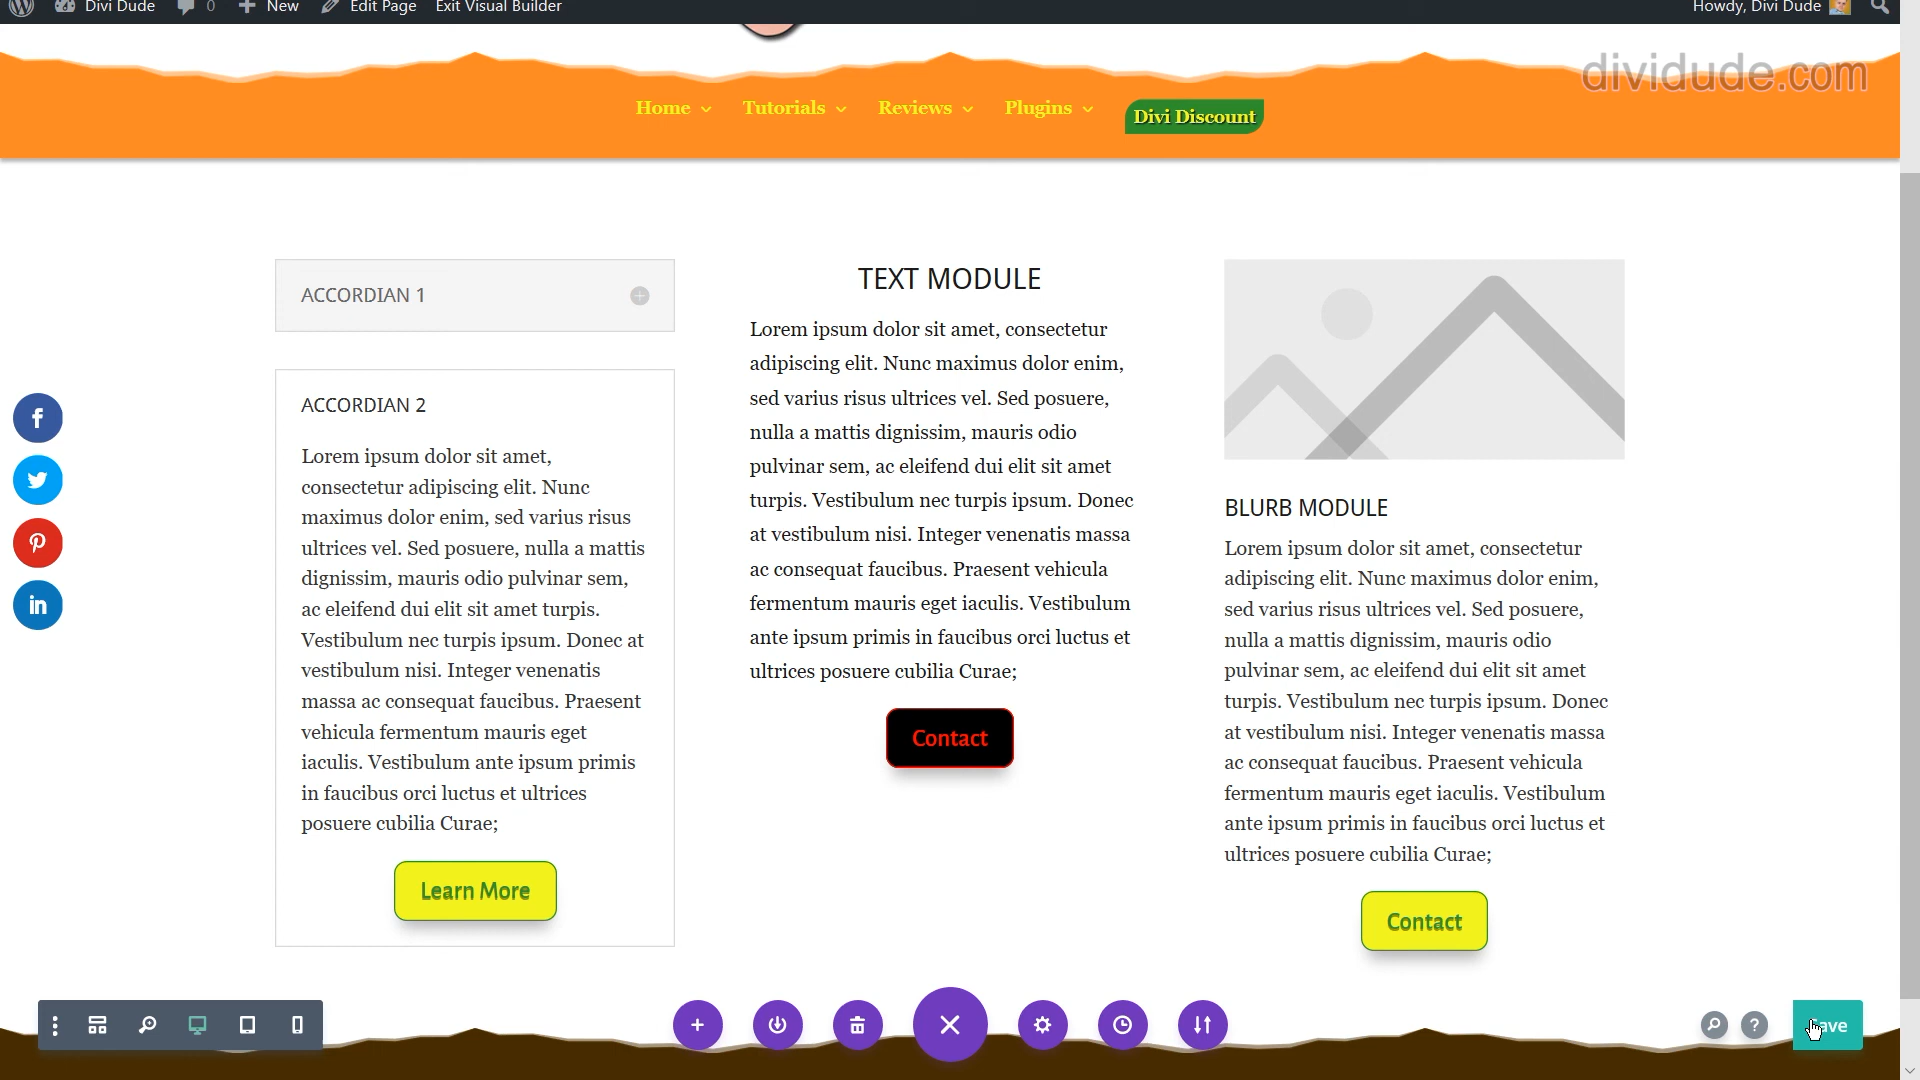 Divi Dude
0
New
Edit Page
Exit Visual Builder
Howdy, Divi Dude
dividude.com
Home
Tutorials
Reviews
Plugins
Divi Discount
ACCORDIAN 1
ACCORDIAN 2
Lorem ipsum dolor sit amet,
consectetur adipiscing elit. Nunc
maximus dolor enim, sed varius risus
ultrices vel. Sed posuere, nulla a mattis
dignissim, mauris odio pulvinar sem,
ac eleifend dui elit sit amet turpis.
Vestibulum nec turpis ipsum. Donec at
vestibulum nisi. Integer venenatis
massa ac consequat faucibus. Praesent
vehicula fermentum mauris eget
iaculis. Vestibulum ante ipsum primis
in faucibus orci luctus et ultrices
posuere cubilia Curae;
Learn More
TEXT MODULE
Lorem ipsum dolor sit amet, consectetur
adipiscing elit. Nunc maximus dolor enim,
sed varius risus ultrices vel. Sed posuere,
nulla a mattis dignissim, mauris odio
pulvinar sem, ac eleifend dui elit sit amet
turpis. Vestibulum nec turpis ipsum. Donec
at vestibulum nisi. Integer venenatis massa
ac consequat faucibus. Praesent vehicula
fermentum mauris eget iaculis. Vestibulum
ante ipsum primis in faucibus orci luctus et
ultrices posuere cubilia Curae;
Contact
BLURB MODULE
Lorem ipsum dolor sit amet, consectetur
adipiscing elit. Nunc maximus dolor enim,
sed varius risus ultrices vel. Sed posuere,
nulla a mattis dignissim, mauris odio
pulvinar sem, ac eleifend dui elit sit amet
turpis. Vestibulum nec turpis ipsum. Donec
at vestibulum nisi. Integer venenatis massa
ac consequat faucibus. Praesent vehicula
fermentum mauris eget iaculis. Vestibulum
ante ipsum primis in faucibus orci luctus et
ultrices posuere cubilia Curae;
Contact
Save